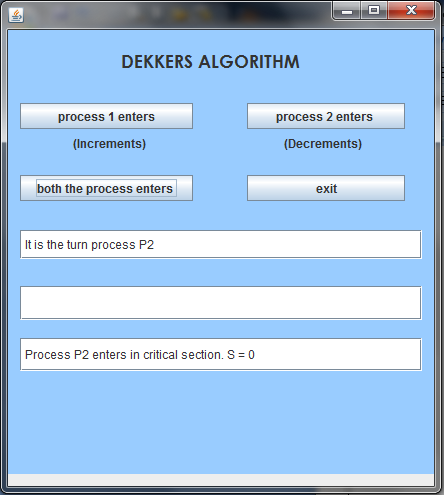 DEKKERS ALGORITHM
process 1 enters
process 2 enters
(Increments)
(Decrements)
both the process enters
exit
It is the turn process P2
Process P2 enters in critical section. S = 0